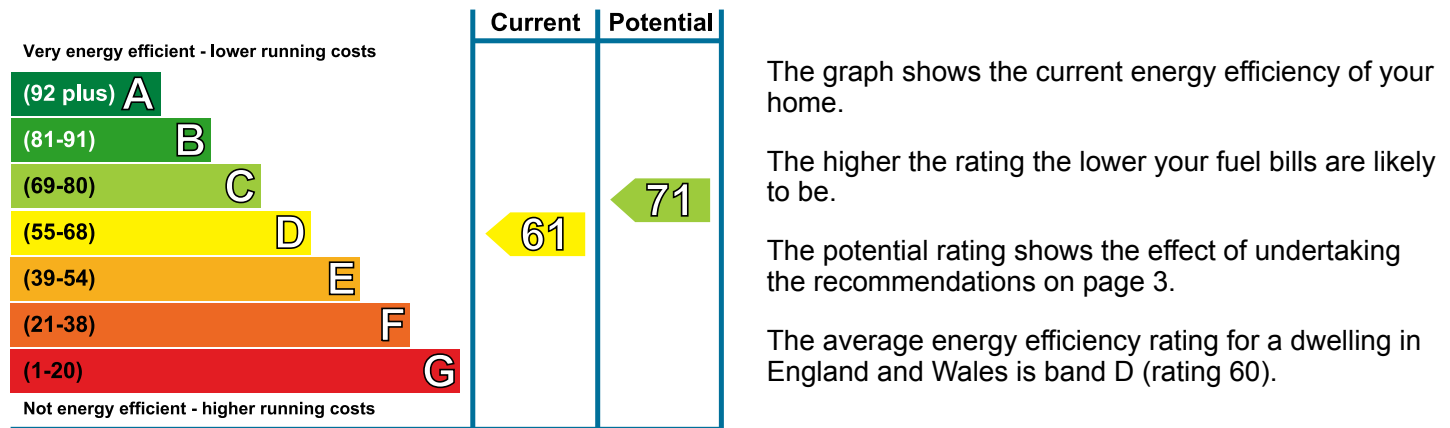 Current Potential
Very energy efficient - lower running costs
(92 plus) A
(81-91) B
(69-80) C
(55-68) D
(39-54) E
(21-38) F
(1-20) G
Not energy efficient - higher running costs
61
71
The graph shows the current energy efficiency of your
home.
The higher the rating the lower your fuel bills are likely
to be.
The potential rating shows the effect of undertaking
the recommendations on page 3.
The average energy efficiency rating for a dwelling in
England and Wales is band D (rating 60).